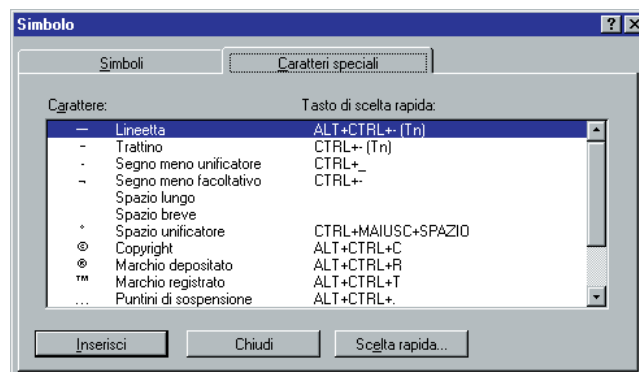 Simbolo
Simboli Caratteri speciali
Carattere: Tasto di scelta rapida:
— Lineetta ALT+CTRL+- (Tn)
- Trattino CTRL+- (Tn)
- Segno meno unificatore CTRL+_
¬ Segno meno facoltativo CTRL+-
Spazio lungo
Spazio breve
° Spazio unificatore CTRL+MAIUSC+SPAZIO
© Copyright ALT+CTRL+C
® Marchio depositato ALT+CTRL+R
™ Marchio registrato ALT+CTRL+T
... Puntini di sospensione ALT+CTRL+.
Inserisci Chiudi Scelta rapida...